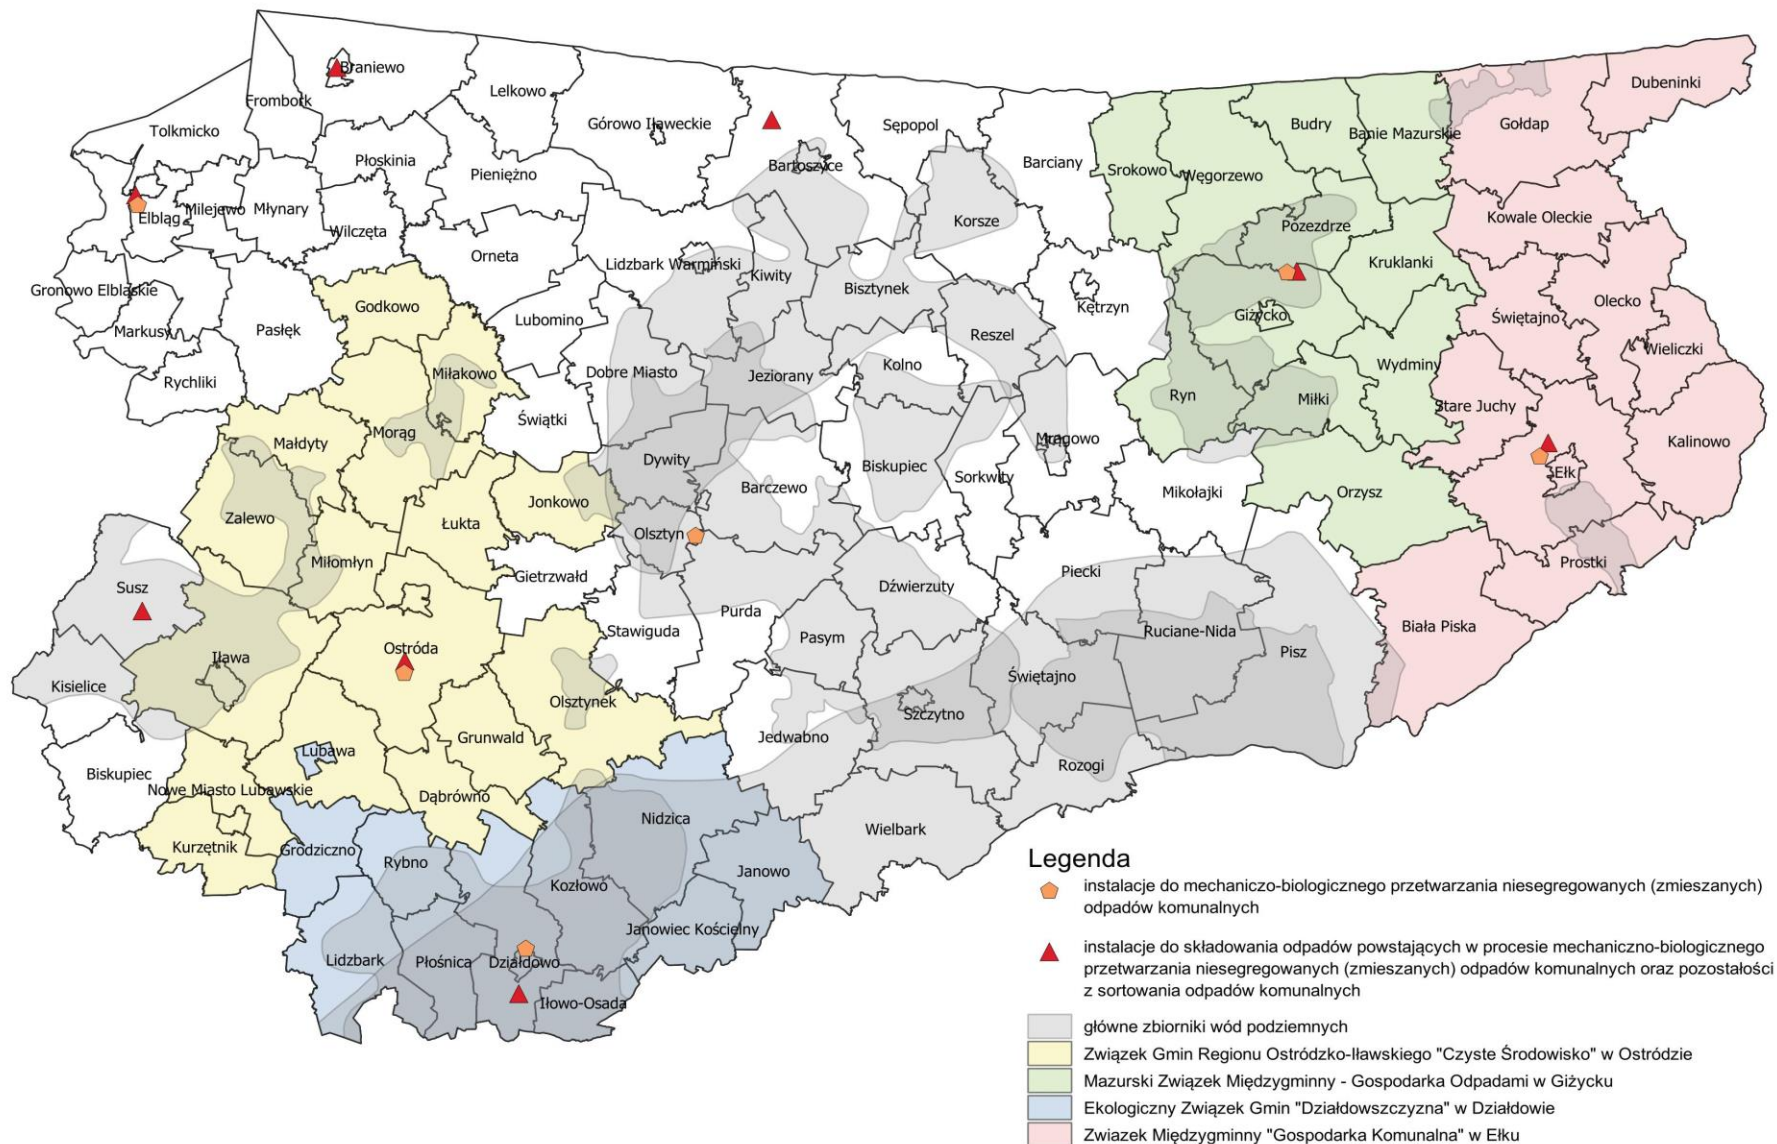 Braniewo
Lelkowo
Frombork
Tolkmicko
Górowo Iławeckie
Sępopol
Dubeninki
Gołdap
Budry
Banie Mazurskie
Płoskinia
Pieniężno
Bartoszyce
Barciany
Srokowo
Węgorzewo
Elbląg
Milejewo
Młynary
Wilczęta
Orneta
Korsze
Pozezdrze
Kowale Oleckie
Lidzbark Warmiński
Kiwity
Bisztynek
Kruklanki
Gronowo Elbląskie
Godkowo
Kętrzyn
Olecko
Markusy
Pasłęk
Lubomino
Reszel
Giżycko
Świętajno
Wieliczki
Rychliki
Miłakowo
Dobre Miasto
Jeziorany
Kolno
Wydminy
Ryn
Miłki
Stare Juchy
Świątki
Małdyty
Morąg
Mrągowo
Kalinowo
Dywity
Biskupiec
Sorkwity
Barczewo
Mikołajki
Orzysz
Ełk
Zalewo
Łukta
Jonkowo
Olsztyn
Miłomłyn
Gietrzwałd
Dźwierzuty
Piecki
Prostki
Susz
Purda
Stawiguda
Pasym
Ruciane-Nida
Biała Piska
Ostróda
Iława
Pisz
Kisielice
Świętajno
Olsztynek
Szczytno
Grunwald
Jedwabno
Lubawa
Rozogi
Biskupiec
Nowe Miasto Lubawskie
Dąbrówno
Nidzica
Wielbark
Kurzętnik
Grodziczno
Rybno
Kozłowo
Janowo
Janowiec Kościelny
Lidzbark
Płośnica
Działdowo
Iłowo-Osada
Legenda
instalacje do mechaniczo-biologicznego przetwarzania niesegregowanych (zmieszanych)
odpadów komunalnych
instalacje do składowania odpadów powstających w procesie mechaniczno-biologicznego
przetwarzania niesegregowanych (zmieszanych) odpadów komunalnych oraz pozostałości
z sortowania odpadów komunalnych
główne zbiorniki wód podziemnych
Związek Gmin Regionu Ostródzko-Iławskiego "Czyste Środowisko" w Ostródzie
Mazurski Związek Międzygminny - Gospodarka Odpadami w Giżycku
Ekologiczny Związek Gmin "Działdowszczyzna" w Działdowie
Zwiazek Międzygminny "Gospodarka Komunalna" w Ełku